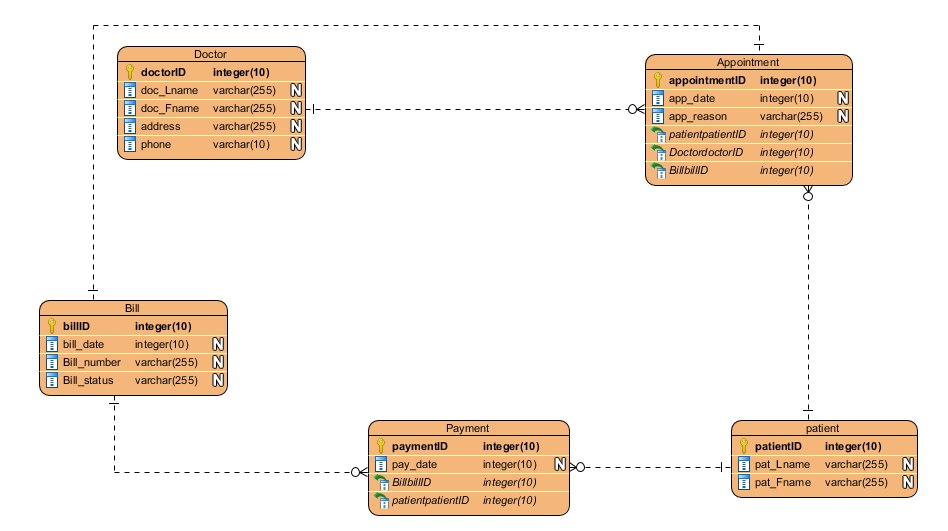 Doctor
doctorID integer(10)
doc_Lname varchar(255) N
doc_Fname varchar(255) N
address varchar(255) N
phone varchar(10) N
Appointment
appointmentID integer(10)
app_date integer(10) N
app_reason varchar(255) N
patientpatientID integer(10)
DoctordoctorID integer(10)
BillbillID integer(10)
Bill
billID integer(10)
bill_date integer(10) N
Bill_number varchar(255) N
Bill_status varchar(255) N
Payment
paymentID integer(10)
pay_date integer(10) N
BillbillID integer(10)
patientpatientID integer(10)
patient
patientID integer(10)
pat_Lname varchar(255) N
pat_Fname varchar(255) N